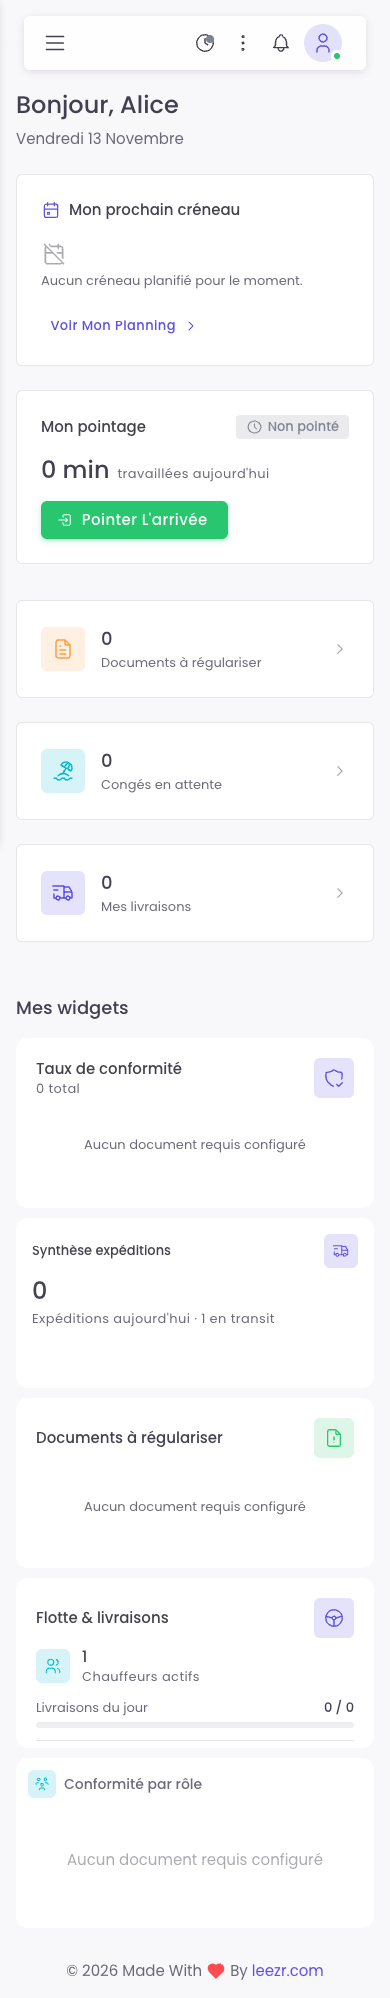 Bonjour, Alice
Vendredi 13 Novembre
Mon prochain créneau
Aucun créneau planifié pour le moment.
Voir Mon Planning
Mon pointage
Non pointé
0 min travaillées aujourd'hui
Pointer L'arrivée
0
Documents à régulariser
0
Congés en attente
0
Mes livraisons
Mes widgets
Taux de conformité
0 total
Aucun document requis configuré
Synthèse expéditions
0
Expéditions aujourd'hui · 1 en transit
Documents à régulariser
Aucun document requis configuré
Flotte & livraisons
1
Chauffeurs actifs
Livraisons du jour 0 / 0
Conformité par rôle
Aucun document requis configuré
© 2026 Made With By leezr.com